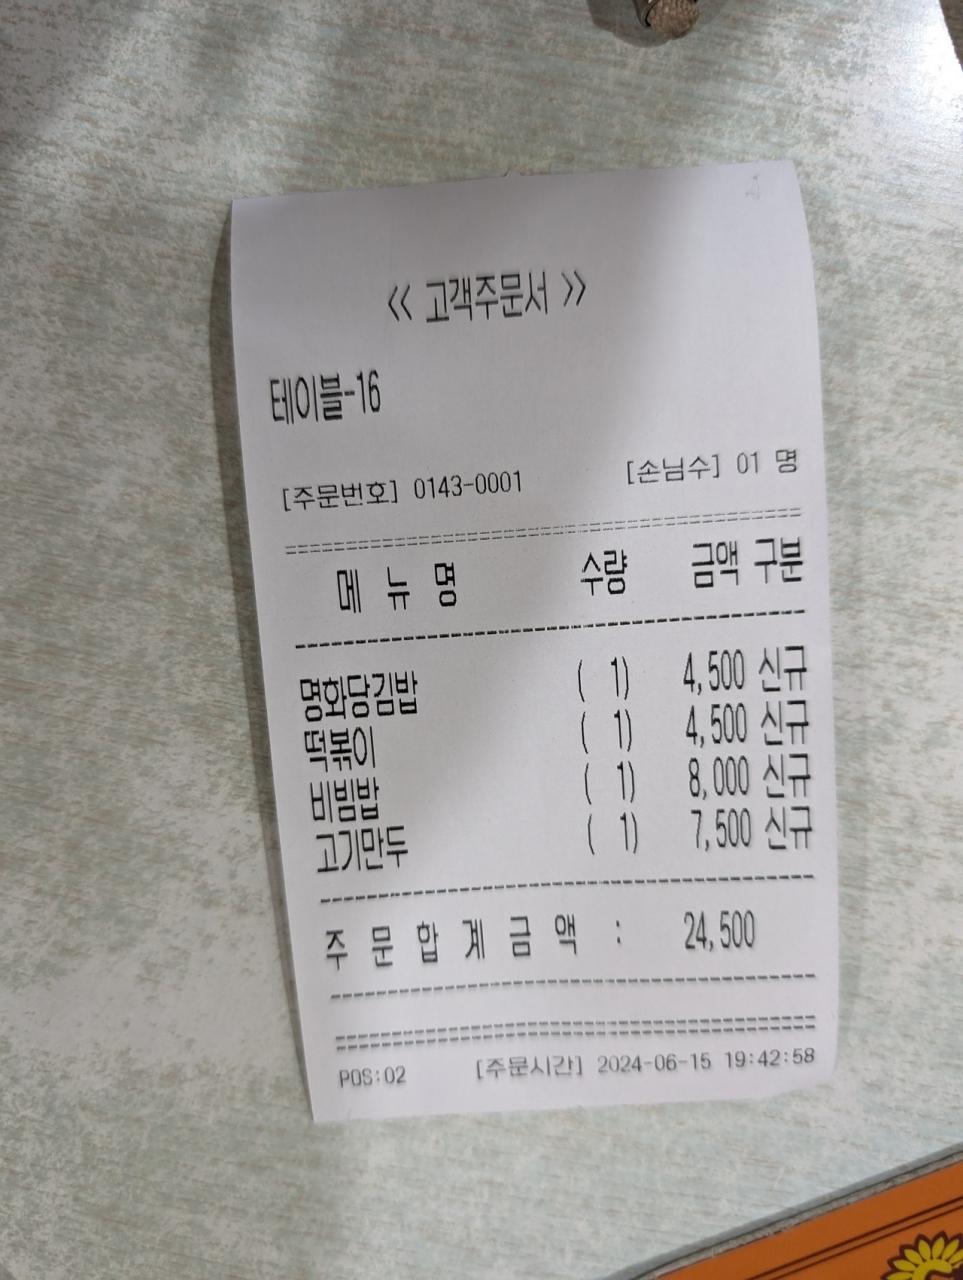 << 고객주문서 >>
테이블-16
[주문번호] 0143-0001 [손님수] 01 명
================================================
메 뉴 명 수량 금액 구분
------------------------------------------------
명화당김밥 ( 1) 4,500 신규
떡볶이 ( 1) 4,500 신규
비빔밥 ( 1) 8,000 신규
고기만두 ( 1) 7,500 신규
------------------------------------------------
주 문 합 계 금 액 : 24,500
------------------------------------------------
================================================
POS:02 [주문시간] 2024-06-15 19:42:58